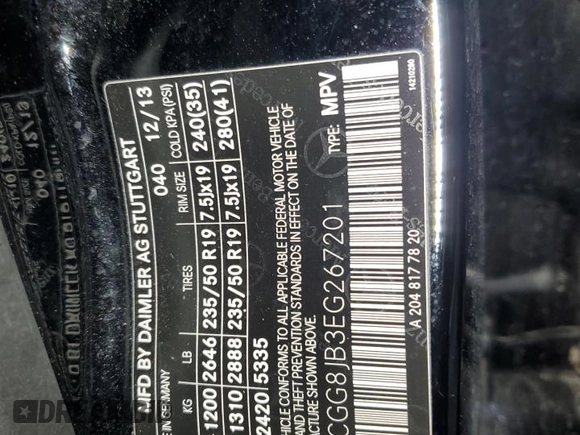 MFD BY DAIMLER AG STUTTGART
IN GERMANY
040 12/13
KG LB TIRES RIM SIZE COLD KPA(PSI)
1200 2646 235/50 R19 7.5Jx19 240(35)
1310 2888 235/50 R19 7.5Jx19 280(41)
2420 5335
VEHICLE CONFORMS TO ALL APPLICABLE FEDERAL MOTOR VEHICLE
AND THEFT PREVENTION STANDARDS IN EFFECT ON THE DATE OF
CGG8JB3EG267201 MPV
A 204 817 78 20
14210260